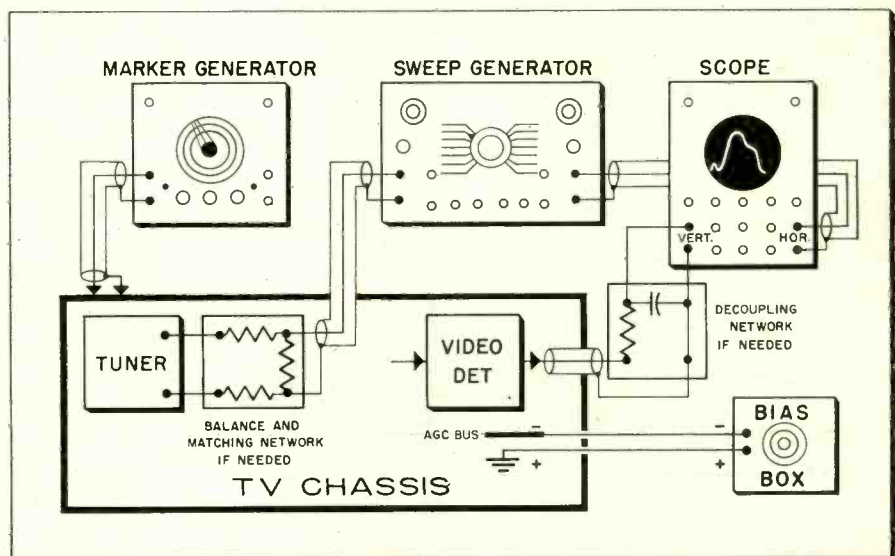 MARKER GENERATOR
SWEEP GENERATOR
SCOPE
VERT.
HOR.
DECOUPLING
NETWORK
IF NEEDED
TUNER
VIDEO
DET
BALANCE AND
MATCHING NETWORK
IF NEEDED
AGC BUS
−
+
−
+
BIAS
BOX
TV CHASSIS